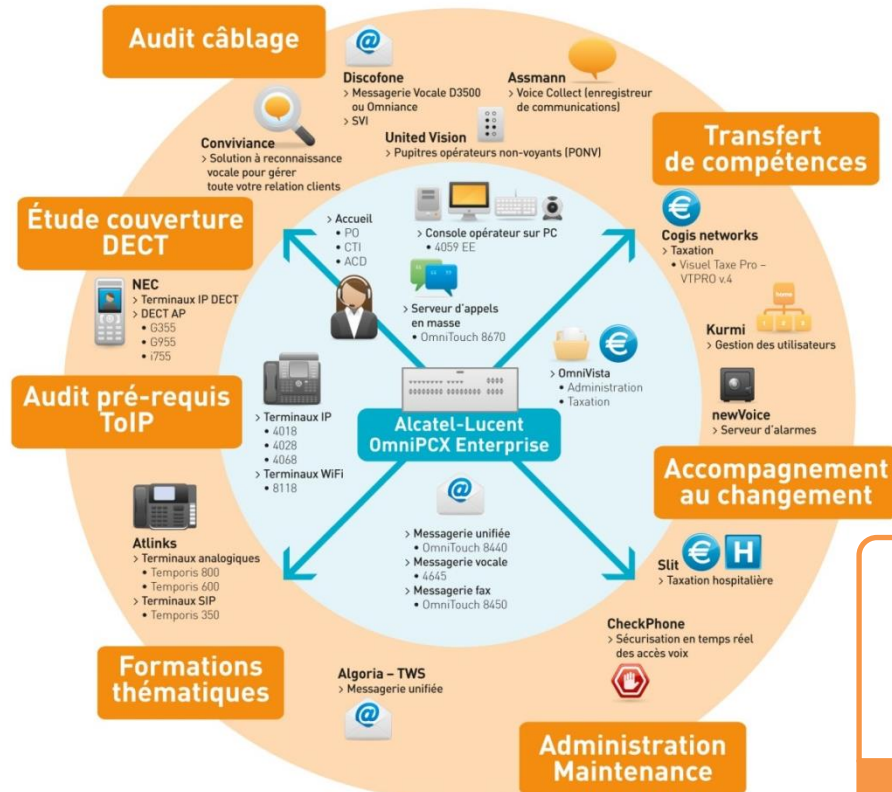 Audit câblage
Discofone
> Messagerie Vocale D3500
ou Omniance
> SVI
Assmann
> Voice Collect (enregistreur
de communications)
Conviviance
> Solution à reconnaissance
vocale pour gérer
toute votre relation clients
United Vision
> Pupitres opérateurs non-voyants (PONV)
Transfert
de compétences
Étude couverture
DECT
> Accueil
• PO
• CTI
• ACD
> Console opérateur sur PC
• 4059 EE
Cogis networks
> Taxation
• Visuel Taxe Pro –
VTPRO v.4
NEC
> Terminaux IP DECT
> DECT AP
• G355
• G955
• i755
> Serveur d'appels
en masse
• OmniTouch 8670
Kurmi
> Gestion des utilisateurs
> OmniVista
• Administration
• Taxation
Audit pré-requis
ToIP
> Terminaux IP
• 4018
• 4028
• 4068
> Terminaux WiFi
• 8118
Alcatel-Lucent
OmniPCX Enterprise
newVoice
> Serveur d'alarmes
Accompagnement
au changement
Atlinks
> Terminaux analogiques
• Temporis 800
• Temporis 600
> Terminaux SIP
• Temporis 350
> Messagerie unifiée
• OmniTouch 8440
> Messagerie vocale
• 4645
> Messagerie fax
• OmniTouch 8450
Slit
H
> Taxation hospitalière
CheckPhone
> Sécurisation en temps réel
des accès voix
Formations
thématiques
Algoria – TWS
> Messagerie unifiée
Administration
Maintenance